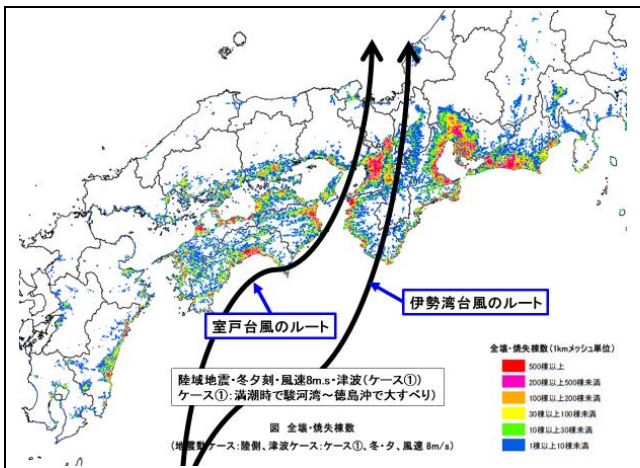 伊勢湾台風のルート
室戸台風のルート
陸域地震・冬夕刻・風速8m.s・津波(ケース①)
ケース①:満潮時で駿河湾～徳島沖で大すべり)
図 全壊・焼失棟数
(地震動ケース:陸側、津波ケース:ケース①、冬・夕、風速 8m/s)
全壊・焼失棟数(1kmメッシュ単位)
500棟以上
200棟以上500棟未満
100棟以上200棟未満
30棟以上100棟未満
10棟以上30棟未満
1棟以上10棟未満